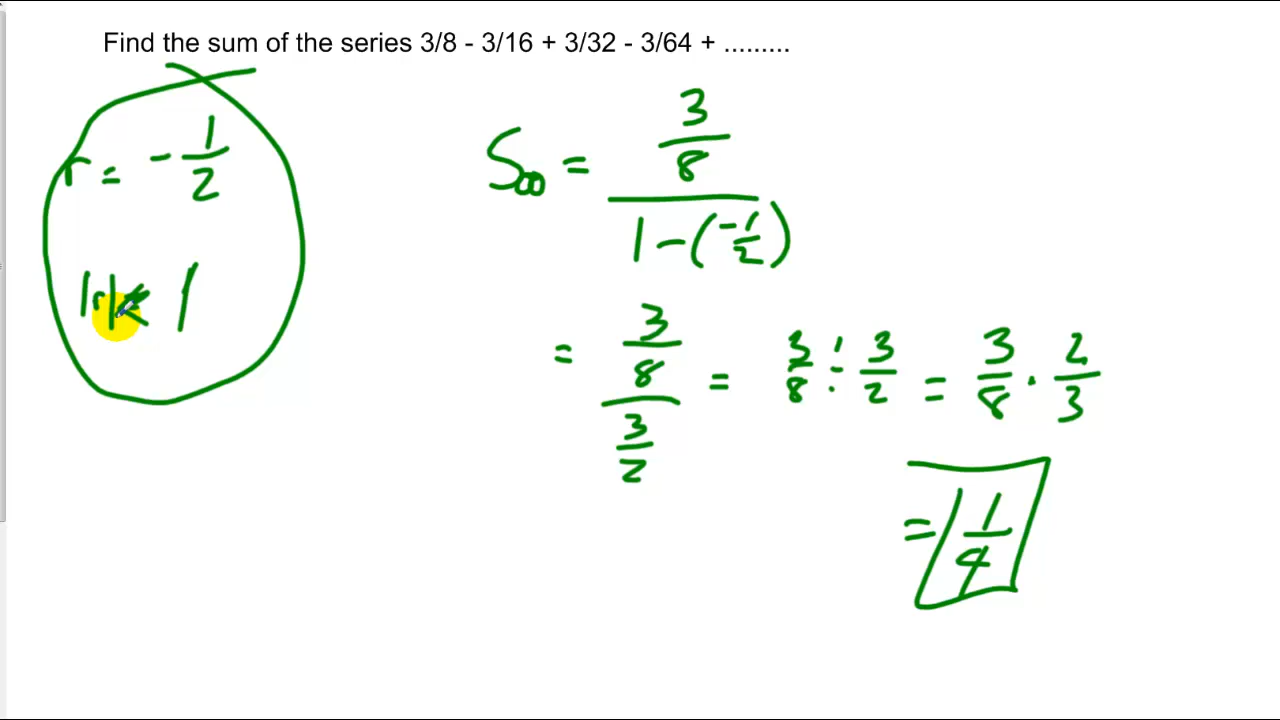 Find the sum of the series 3/8 - 3/16 + 3/32 - 3/64 + .........
r = - 1/2
|r| < 1
S∞ = (3/8) / (1 - (-1/2))
= (3/8) / (3/2) = 3/8 ÷ 3/2 = 3/8 · 2/3
= 1/4